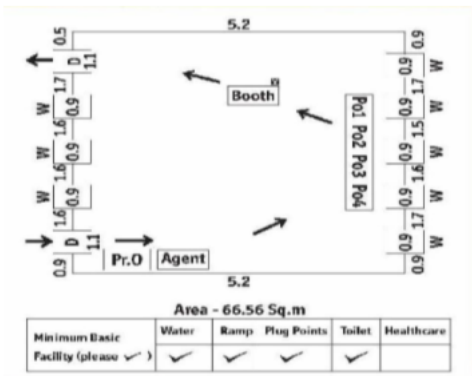 5.2
0.5
D 1.1
1.7
W 0.9
1.6
W 0.9
1.6
W 0.9
1.6
D 1.1
0.9
Booth
Po1 Po2 Po3 Po4
0.9
0.9 W
1.7
0.9 W
1.5
0.9 W
1.6
0.9 W
1.7
0.9 W
0.9
Pr.O Agent
5.2
Area - 66.56 Sq.m
Minimum Basic
Facility (please ✓ )
Water Ramp Plug Points Toilet Healthcare
✓ ✓ ✓ ✓